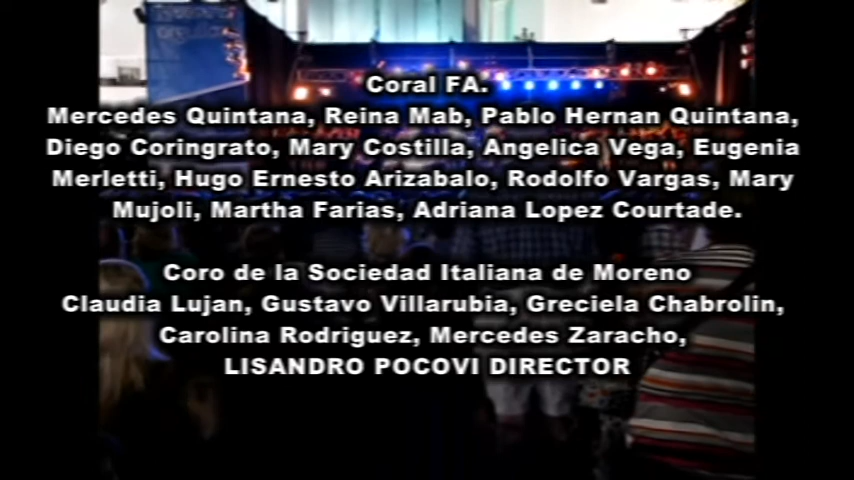 Coral FA.
Mercedes Quintana, Reina Mab, Pablo Hernan Quintana,
Diego Coringrato, Mary Costilla, Angelica Vega, Eugenia
Merletti, Hugo Ernesto Arizabalo, Rodolfo Vargas, Mary
Mujoli, Martha Farias, Adriana Lopez Courtade.
Coro de la Sociedad Italiana de Moreno
Claudia Lujan, Gustavo Villarubia, Greciela Chabrolin,
Carolina Rodriguez, Mercedes Zaracho,
LISANDRO POCOVI DIRECTOR